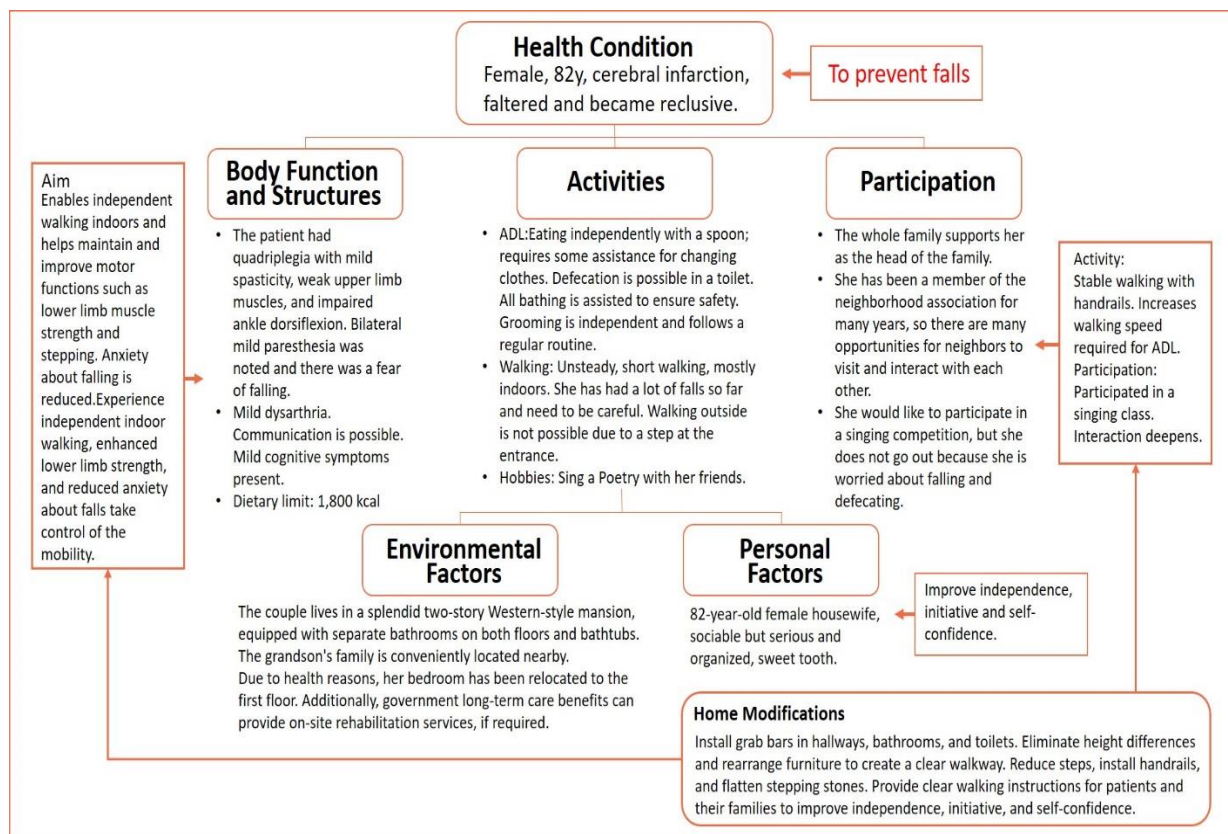 Health Condition
Female, 82y, cerebral infarction,
faltered and became reclusive.
To prevent falls
Aim
Enables independent
walking indoors and
helps maintain and
improve motor
functions such as
lower limb muscle
strength and
stepping. Anxiety
about falling is
reduced.Experience
independent indoor
walking, enhanced
lower limb strength,
and reduced anxiety
about falls take
control of the
mobility.
Body Function
and Structures
• The patient had
quadriplegia with mild
spasticity, weak upper limb
muscles, and impaired
ankle dorsiflexion. Bilateral
mild paresthesia was
noted and there was a fear
of falling.
• Mild dysarthria.
Communication is possible.
Mild cognitive symptoms
present.
• Dietary limit: 1,800 kcal
Activities
• ADL:Eating independently with a spoon;
requires some assistance for changing
clothes. Defecation is possible in a toilet.
All bathing is assisted to ensure safety.
Grooming is independent and follows a
regular routine.
• Walking: Unsteady, short walking, mostly
indoors. She has had a lot of falls so far
and need to be careful. Walking outside
is not possible due to a step at the
entrance.
• Hobbies: Sing a Poetry with her friends.
Participation
• The whole family supports her
as the head of the family.
• She has been a member of the
neighborhood association for
many years, so there are many
opportunities for neighbors to
visit and interact with each
other.
• She would like to participate in
a singing competition, but she
does not go out because she is
worried about falling and
defecating.
Activity:
Stable walking with
handrails. Increases
walking speed
required for ADL.
Participation:
Participated in a
singing class.
Interaction deepens.
Environmental
Factors
The couple lives in a splendid two-story Western-style mansion,
equipped with separate bathrooms on both floors and bathtubs.
The grandson's family is conveniently located nearby.
Due to health reasons, her bedroom has been relocated to the
first floor. Additionally, government long-term care benefits can
provide on-site rehabilitation services, if required.
Personal
Factors
82-year-old female housewife,
sociable but serious and
organized, sweet tooth.
Improve independence,
initiative and self-
confidence.
Home Modifications
Install grab bars in hallways, bathrooms, and toilets. Eliminate height differences
and rearrange furniture to create a clear walkway. Reduce steps, install handrails,
and flatten stepping stones. Provide clear walking instructions for patients and
their families to improve independence, initiative, and self-confidence.